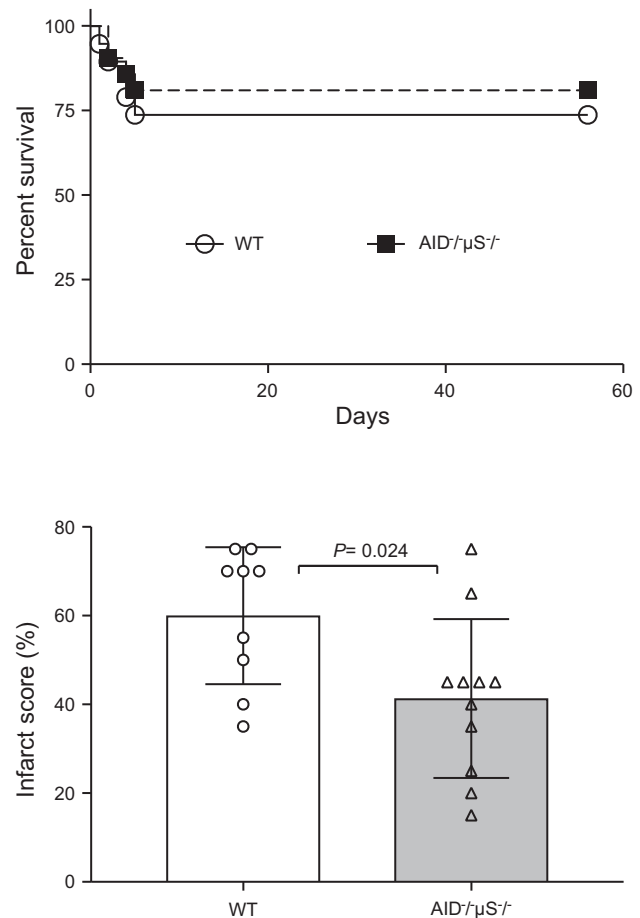 100
75
50
25
0
Percent survival
WT
AID-/-µS-/-
0
20
40
60
Days
80
60
40
20
0
Infarct score (%)
P= 0.024
WT
AID-/-µS-/-